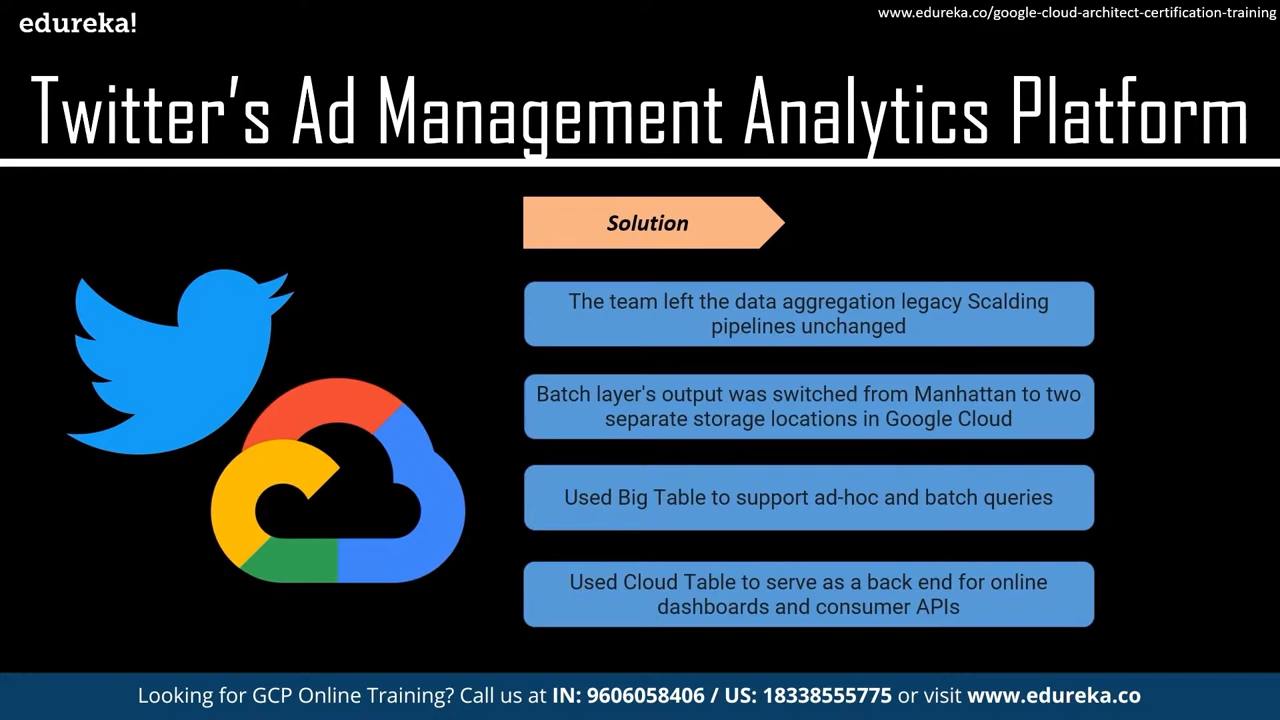 edureka!
www.edureka.co/google-cloud-architect-certification-training
Twitter's Ad Management Analytics Platform
Solution
The team left the data aggregation legacy Scalding
pipelines unchanged
Batch layer's output was switched from Manhattan to two
separate storage locations in Google Cloud
Used Big Table to support ad-hoc and batch queries
Used Cloud Table to serve as a back end for online
dashboards and consumer APIs
Looking for GCP Online Training? Call us at IN: 9606058406 / US: 18338555775 or visit www.edureka.co